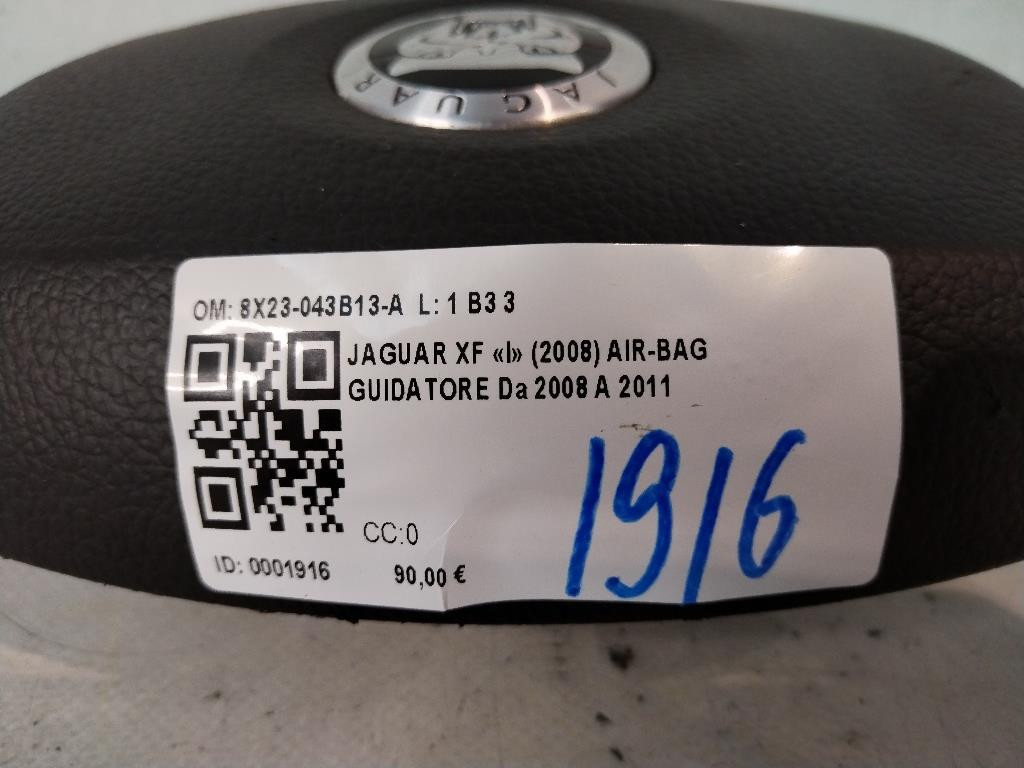 JAGUAR
OM: 8X23-043B13-A L: 1 B3 3
JAGUAR XF «I» (2008) AIR-BAG
GUIDATORE Da 2008 A 2011
1916
CC:0
ID: 0001916
90,00 €